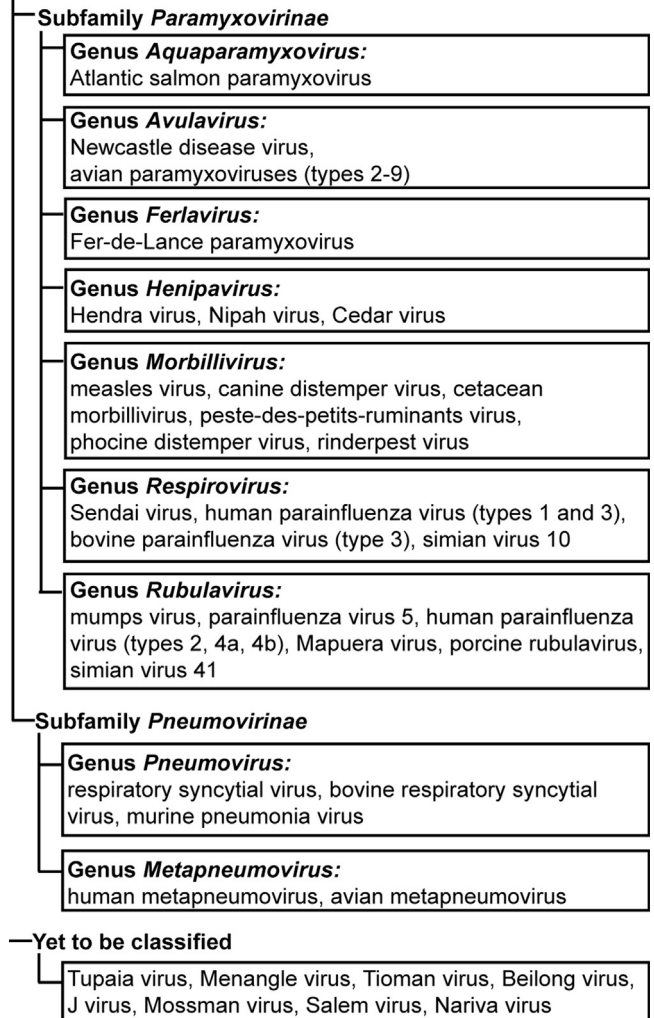 Subfamily Paramyxovirinae
Genus Aquaparamyxovirus:
Atlantic salmon paramyxovirus
Genus Avulavirus:
Newcastle disease virus,
avian paramyxoviruses (types 2-9)
Genus Ferlavirus:
Fer-de-Lance paramyxovirus
Genus Henipavirus:
Hendra virus, Nipah virus, Cedar virus
Genus Morbillivirus:
measles virus, canine distemper virus, cetacean
morbillivirus, peste-des-petits-ruminants virus,
phocine distemper virus, rinderpest virus
Genus Respirovirus:
Sendai virus, human parainfluenza virus (types 1 and 3),
bovine parainfluenza virus (type 3), simian virus 10
Genus Rubulavirus:
mumps virus, parainfluenza virus 5, human parainfluenza
virus (types 2, 4a, 4b), Mapuera virus, porcine rubulavirus,
simian virus 41
Subfamily Pneumovirinae
Genus Pneumovirus:
respiratory syncytial virus, bovine respiratory syncytial
virus, murine pneumonia virus
Genus Metapneumovirus:
human metapneumovirus, avian metapneumovirus
Yet to be classified
Tupaia virus, Menangle virus, Tioman virus, Beilong virus,
J virus, Mossman virus, Salem virus, Nariva virus